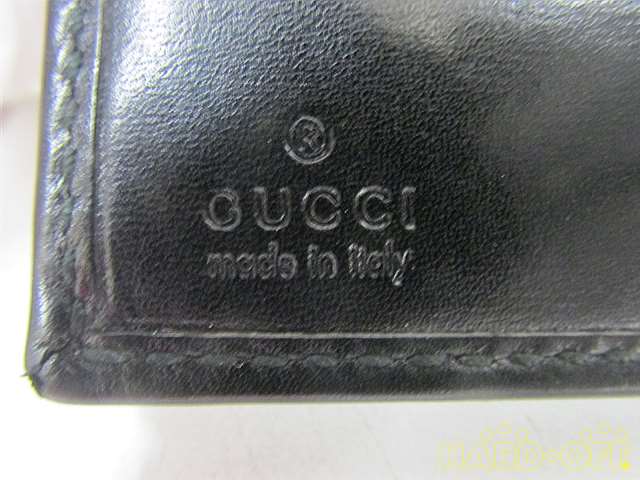 ®
GUCCI
made in italy
HARD-OFF